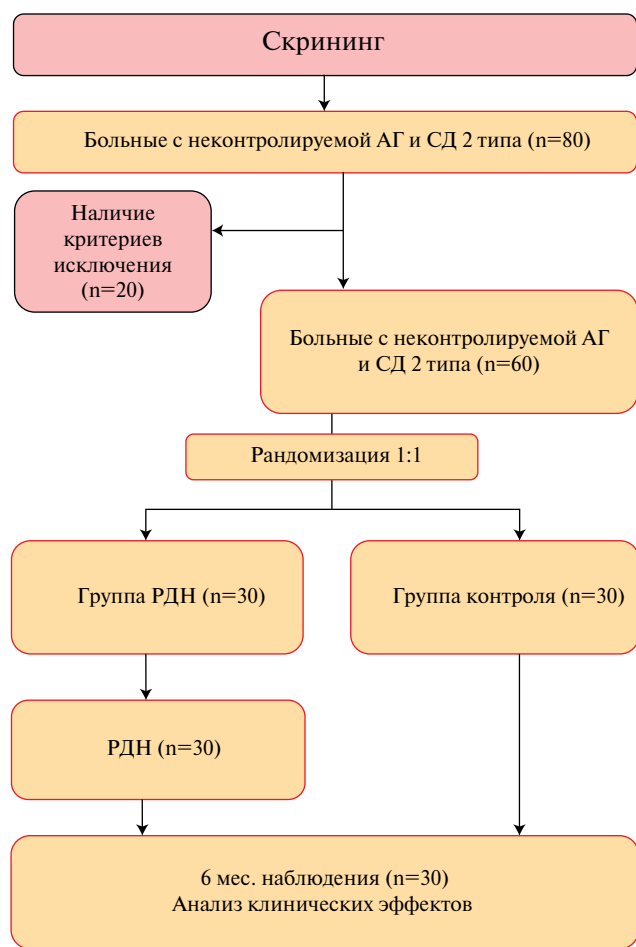 Скрининг
Больные с неконтролируемой АГ и СД 2 типа (n=80)
Наличие
критериев
исключения
(n=20)
Больные с неконтролируемой АГ
и СД 2 типа (n=60)
Рандомизация 1:1
Группа РДН (n=30)
Группа контроля (n=30)
РДН (n=30)
6 мес. наблюдения (n=30)
Анализ клинических эффектов